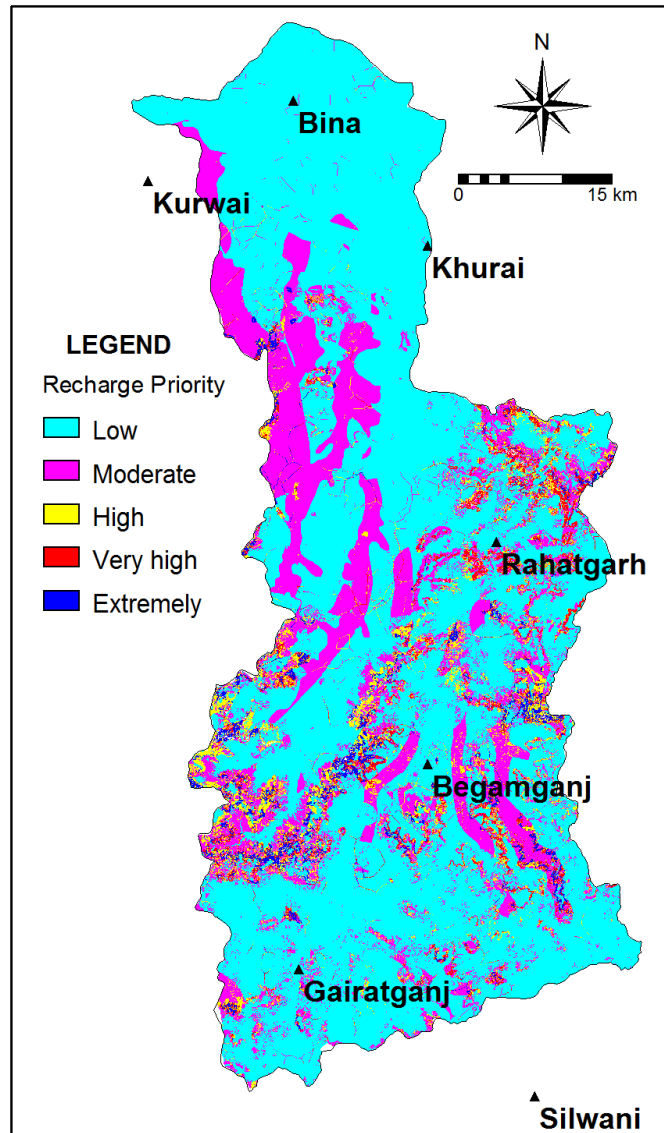 N
Bina
0 15 km
Kurwai
Khurai
LEGEND
Recharge Priority
Low
Moderate
High
Very high
Extremely
Rahatgarh
Begamganj
Gairatganj
Silwani